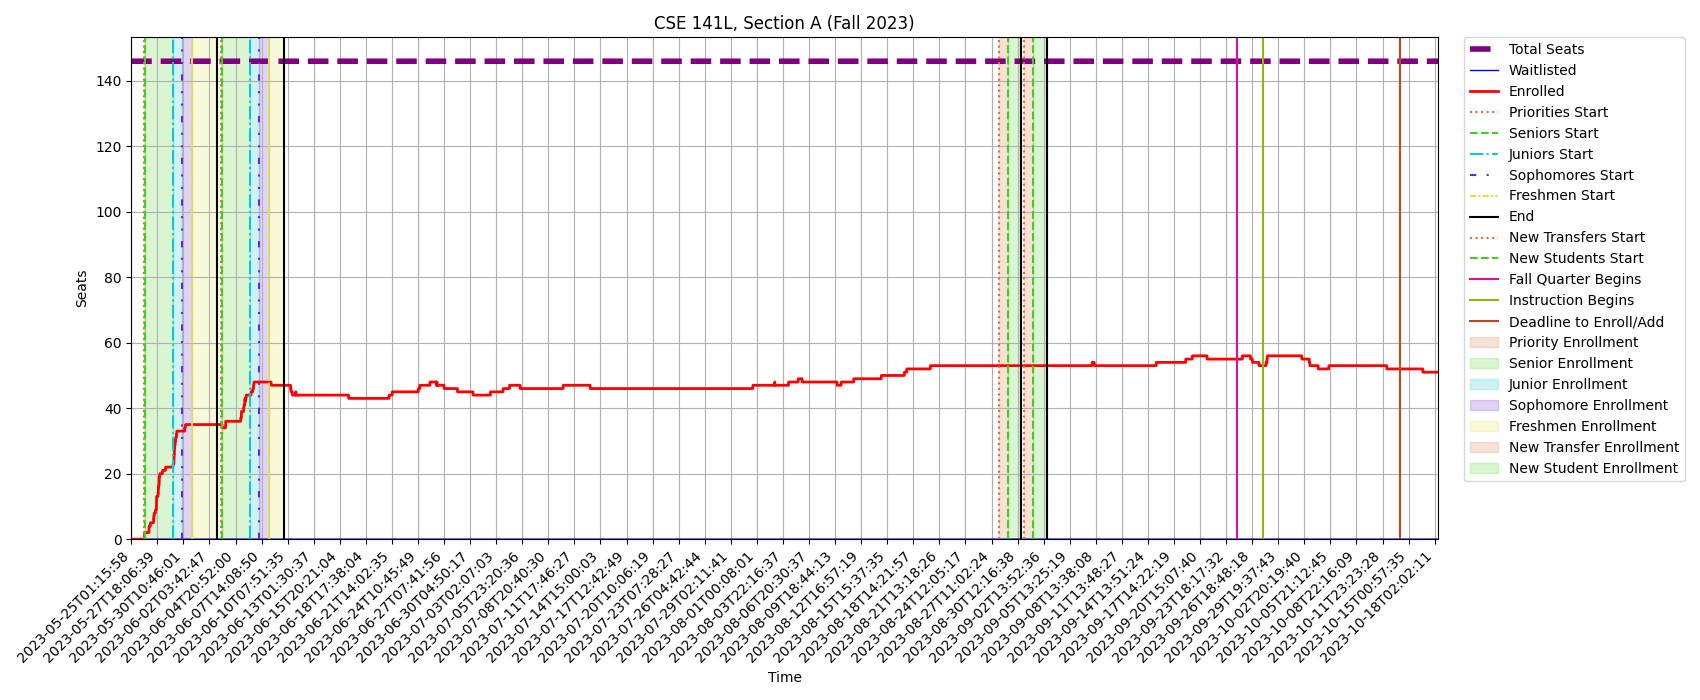 CSE 141L, Section A (Fall 2023)
Seats
140
120
100
80
60
40
20
0
2023-05-25T01:15:58
2023-05-27T18:06:39
2023-05-30T10:46:01
2023-06-02T03:42:47
2023-06-04T20:52:00
2023-06-07T14:08:50
2023-06-10T07:51:35
2023-06-13T01:30:37
2023-06-15T20:21:04
2023-06-18T17:38:04
2023-06-21T14:02:35
2023-06-24T10:45:49
2023-06-27T07:41:56
2023-06-30T04:50:17
2023-07-03T02:07:03
2023-07-05T23:20:36
2023-07-08T20:40:30
2023-07-11T17:46:27
2023-07-14T15:00:03
2023-07-17T12:42:49
2023-07-20T10:06:19
2023-07-23T07:28:27
2023-07-26T04:42:44
2023-07-29T02:11:41
2023-08-01T00:08:01
2023-08-03T22:16:37
2023-08-06T20:30:37
2023-08-09T18:44:13
2023-08-12T16:57:19
2023-08-15T15:37:35
2023-08-18T14:21:57
2023-08-21T13:18:26
2023-08-24T12:05:17
2023-08-27T11:02:24
2023-08-30T12:16:38
2023-09-02T13:52:36
2023-09-05T13:25:19
2023-09-08T13:38:08
2023-09-11T13:48:27
2023-09-14T13:51:24
2023-09-17T14:22:19
2023-09-20T15:07:40
2023-09-23T18:17:32
2023-09-26T18:48:18
2023-09-29T19:37:43
2023-10-02T20:19:40
2023-10-05T21:12:45
2023-10-08T22:16:09
2023-10-11T23:23:28
2023-10-15T00:57:35
2023-10-18T02:02:11
Time
Total Seats
Waitlisted
Enrolled
Priorities Start
Seniors Start
Juniors Start
Sophomores Start
Freshmen Start
End
New Transfers Start
New Students Start
Fall Quarter Begins
Instruction Begins
Deadline to Enroll/Add
Priority Enrollment
Senior Enrollment
Junior Enrollment
Sophomore Enrollment
Freshmen Enrollment
New Transfer Enrollment
New Student Enrollment